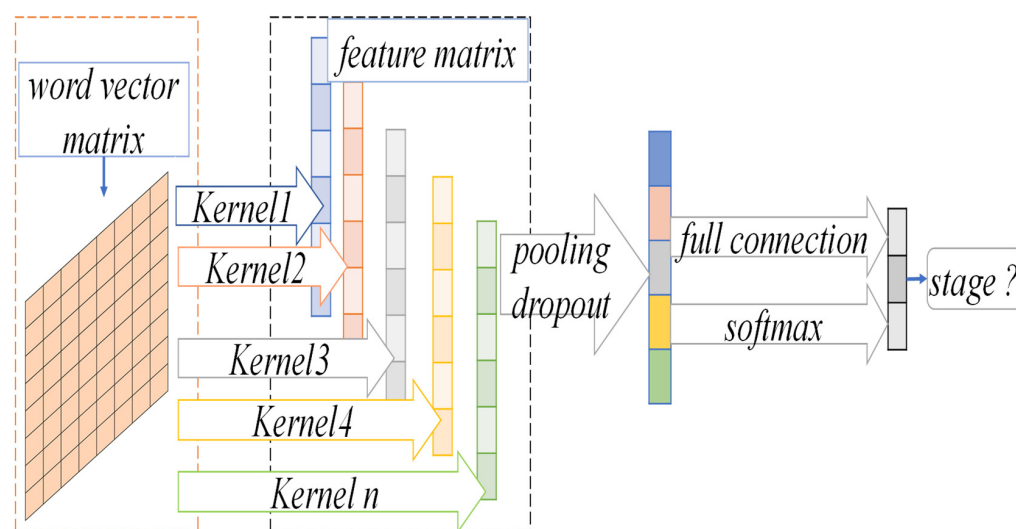 word vector
matrix
feature matrix
Kernel1
Kernel2
Kernel3
Kernel4
Kernel n
pooling
dropout
full connection
softmax
stage ?